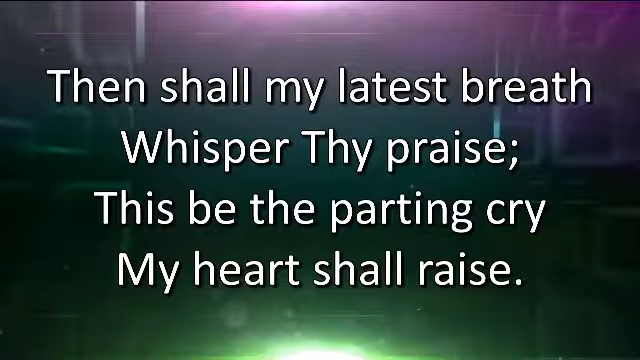 Then shall my latest breath
Whisper Thy praise;
This be the parting cry
My heart shall raise.